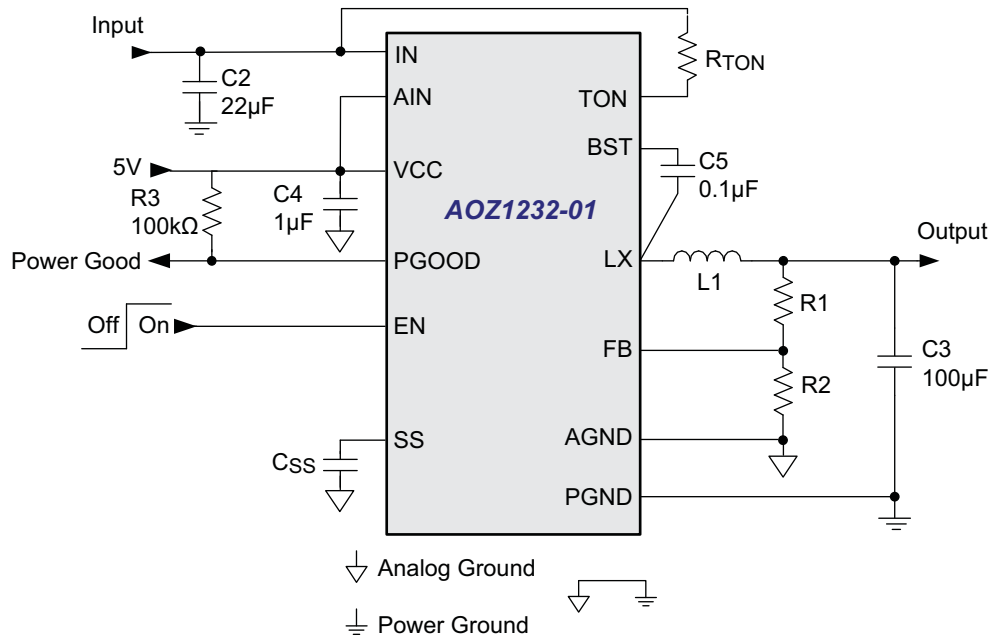 Input
IN
C2
22µF
R_TON
AIN
TON
BST
5V
VCC
C5
0.1µF
R3
100kΩ
C4
1µF
AOZ1232-01
Output
Power Good
PGOOD
LX
L1
R1
Off
On
EN
FB
C3
100µF
R2
C_SS
SS
AGND
PGND
Analog Ground
Power Ground